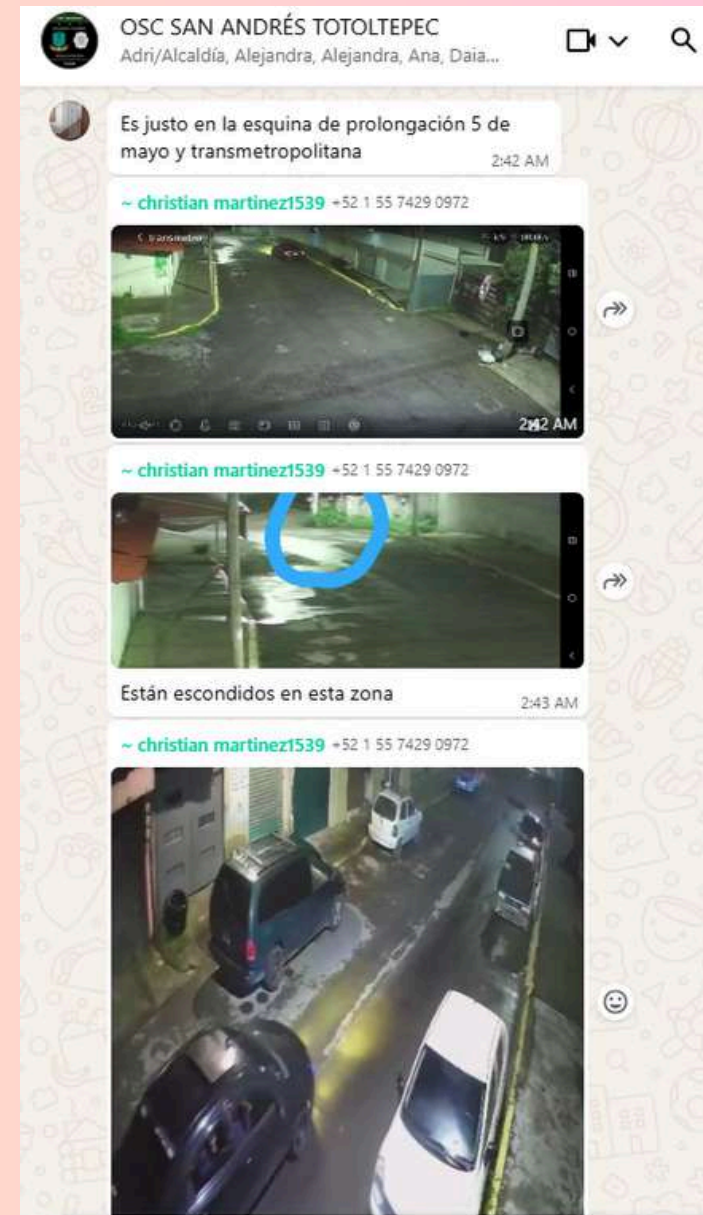 OSC SAN ANDRÉS TOTOLTEPEC
Adri/Alcaldía, Alejandra, Alejandra, Ana, Daia...
Es justo en la esquina de prolongación 5 de
mayo y transmetropolitana
2:42 AM
~ christian martinez1539 +52 1 55 7429 0972
2:42 AM
~ christian martinez1539 +52 1 55 7429 0972
Están escondidos en esta zona
2:43 AM
~ christian martinez1539 +52 1 55 7429 0972